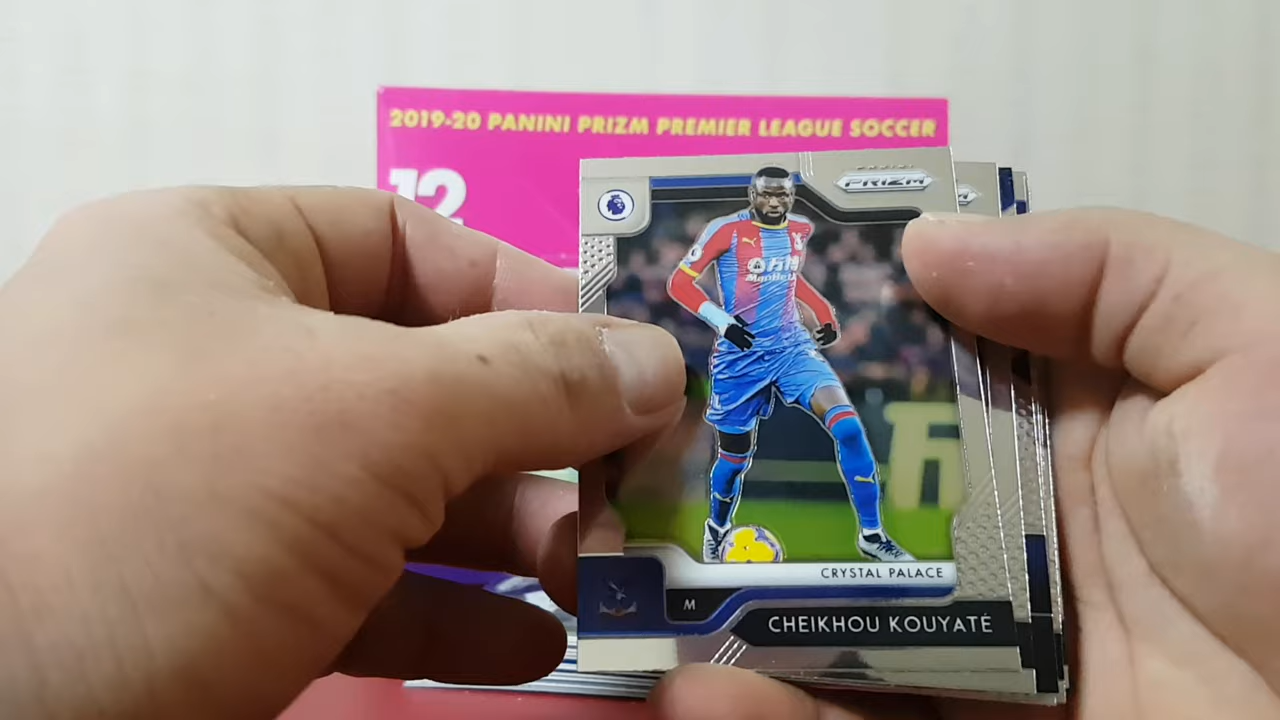 2019-20 PANINI PRIZM PREMIER LEAGUE SOCCER
12
PRIZM
CRYSTAL PALACE
M
CHEIKHOU KOUYATÉ